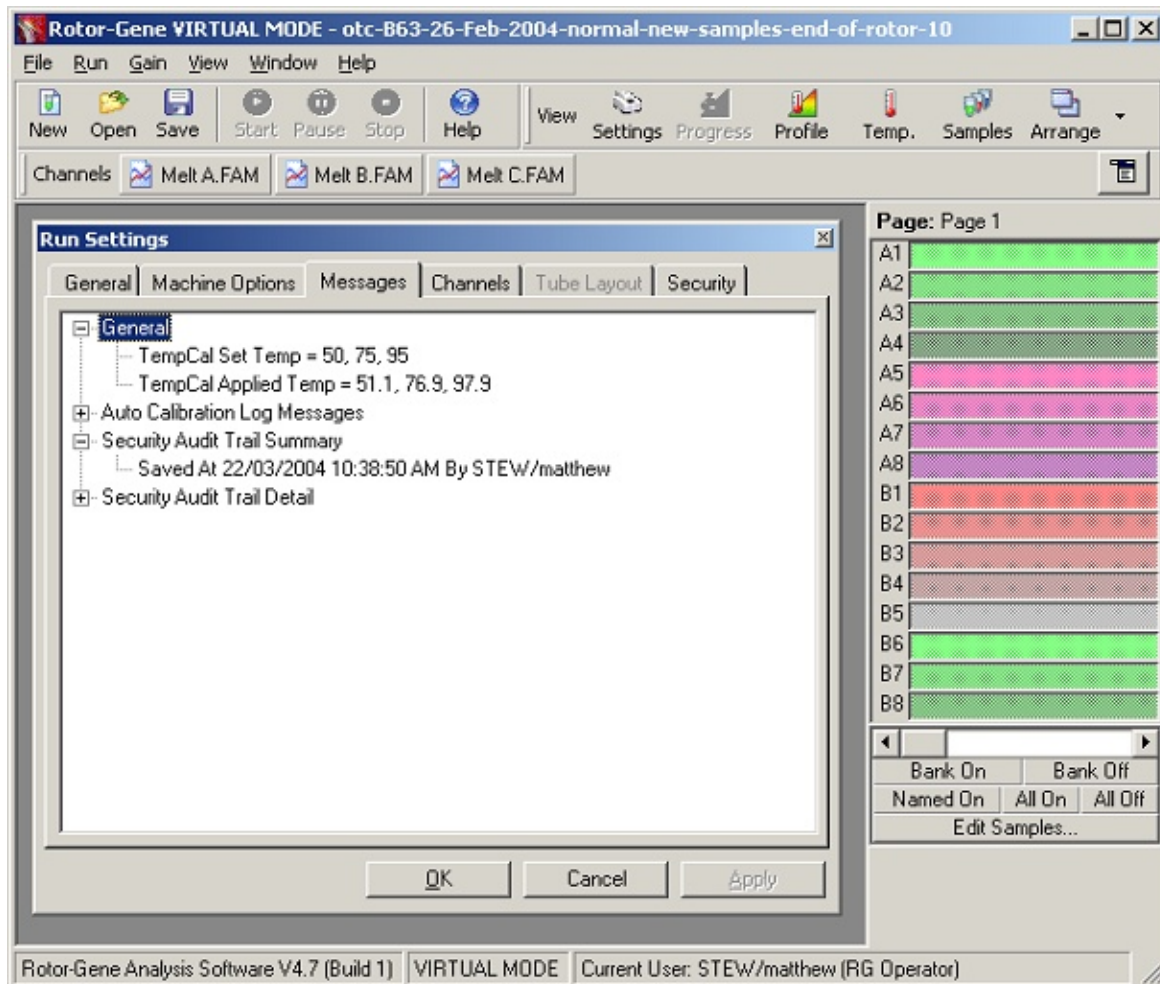 Rotor-Gene VIRTUAL MODE - otc-B63-26-Feb-2004-normal-new-samples-end-of-rotor-10
File Run Gain View Window Help
New Open Save Start Pause Stop Help View Settings Progress Profile Temp. Samples Arrange
Channels Melt A.FAM Melt B.FAM Melt C.FAM
Run Settings
General Machine Options Messages Channels Tube Layout Security
General
TempCal Set Temp = 50, 75, 95
TempCal Applied Temp = 51.1, 76.9, 97.9
Auto Calibration Log Messages
Security Audit Trail Summary
Saved At 22/03/2004 10:38:50 AM By STEW/matthew
Security Audit Trail Detail
OK Cancel Apply
Page: Page 1
A1
A2
A3
A4
A5
A6
A7
A8
B1
B2
B3
B4
B5
B6
B7
B8
Bank On Bank Off
Named On All On All Off
Edit Samples...
Rotor-Gene Analysis Software V4.7 (Build 1) VIRTUAL MODE Current User: STEW/matthew (RG Operator)